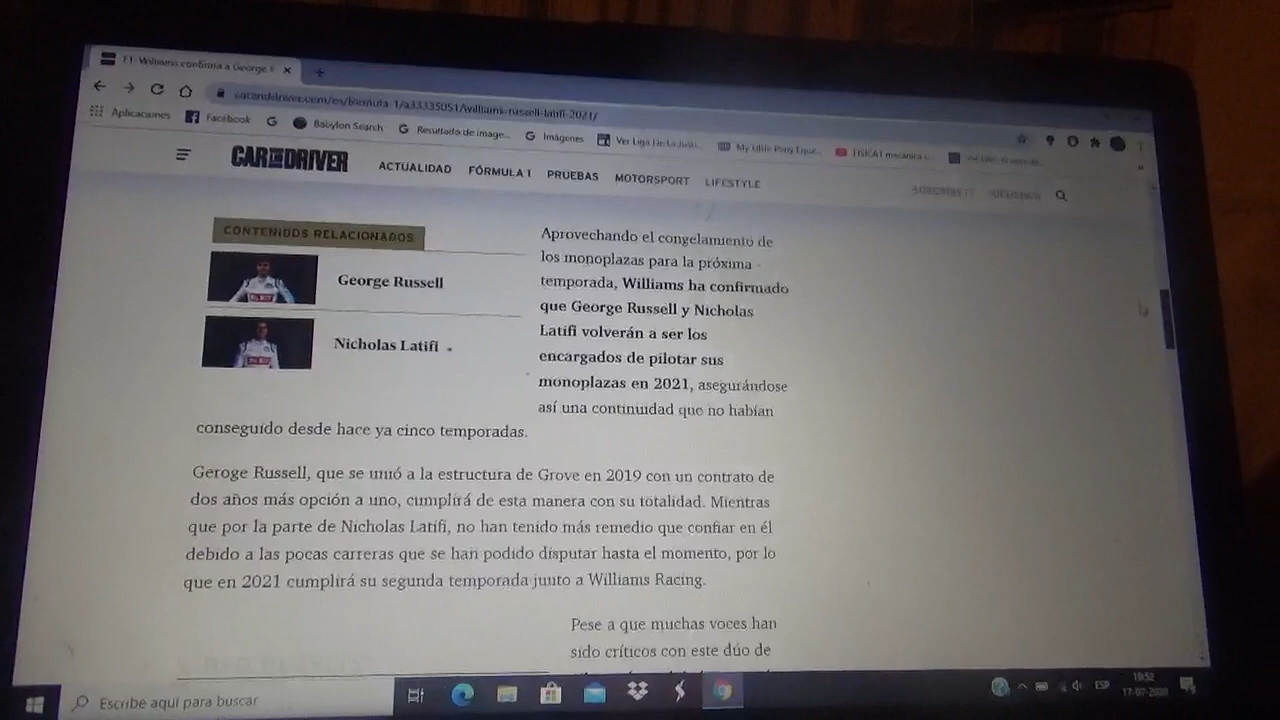 F1: Williams confirma a George
caranddriver.com/es/formula-1/a33335051/williams-russell-latifi-2021/
Aplicaciones Facebook Babylon Search Resultado de image... Imágenes Ver Liga De La Justi... My Little Pony Eque...
CAR AND DRIVER ACTUALIDAD FÓRMULA 1 PRUEBAS MOTORSPORT LIFESTYLE
CONTENIDOS RELACIONADOS
George Russell
Nicholas Latifi
Aprovechando el congelamiento de
los monoplazas para la próxima
temporada, Williams ha confirmado
que George Russell y Nicholas
Latifi volverán a ser los
encargados de pilotar sus
monoplazas en 2021, asegurándose
así una continuidad que no habían
conseguido desde hace ya cinco temporadas.
Geroge Russell, que se unió a la estructura de Grove en 2019 con un contrato de
dos años más opción a uno, cumplirá de esta manera con su totalidad. Mientras
que por la parte de Nicholas Latifi, no han tenido más remedio que confiar en él
debido a las pocas carreras que se han podido disputar hasta el momento, por lo
que en 2021 cumplirá su segunda temporada junto a Williams Racing.
Pese a que muchas voces han
sido críticos con este dúo de
Escribe aquí para buscar
ESP
19:52
17-07-2020